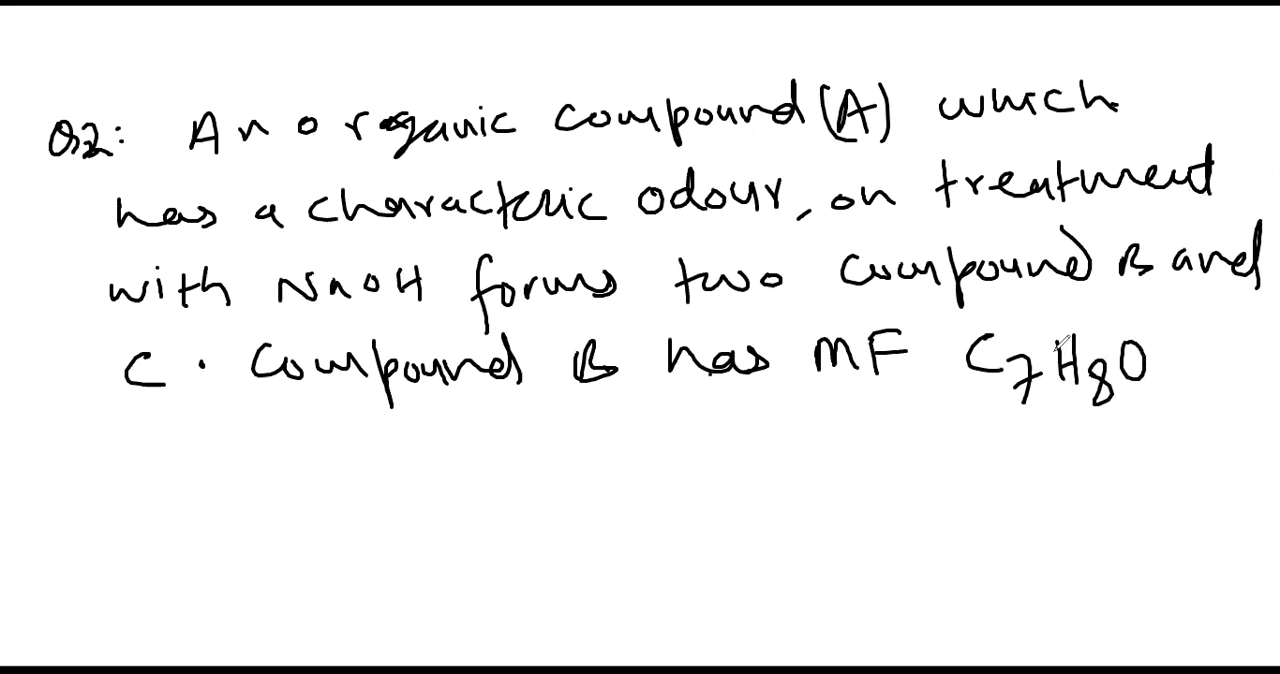 Q2: An organic compound (A) which
has a characteric odour, on treatment
with NaOH forms two compound B and
C. Compound B has MF C7H8O